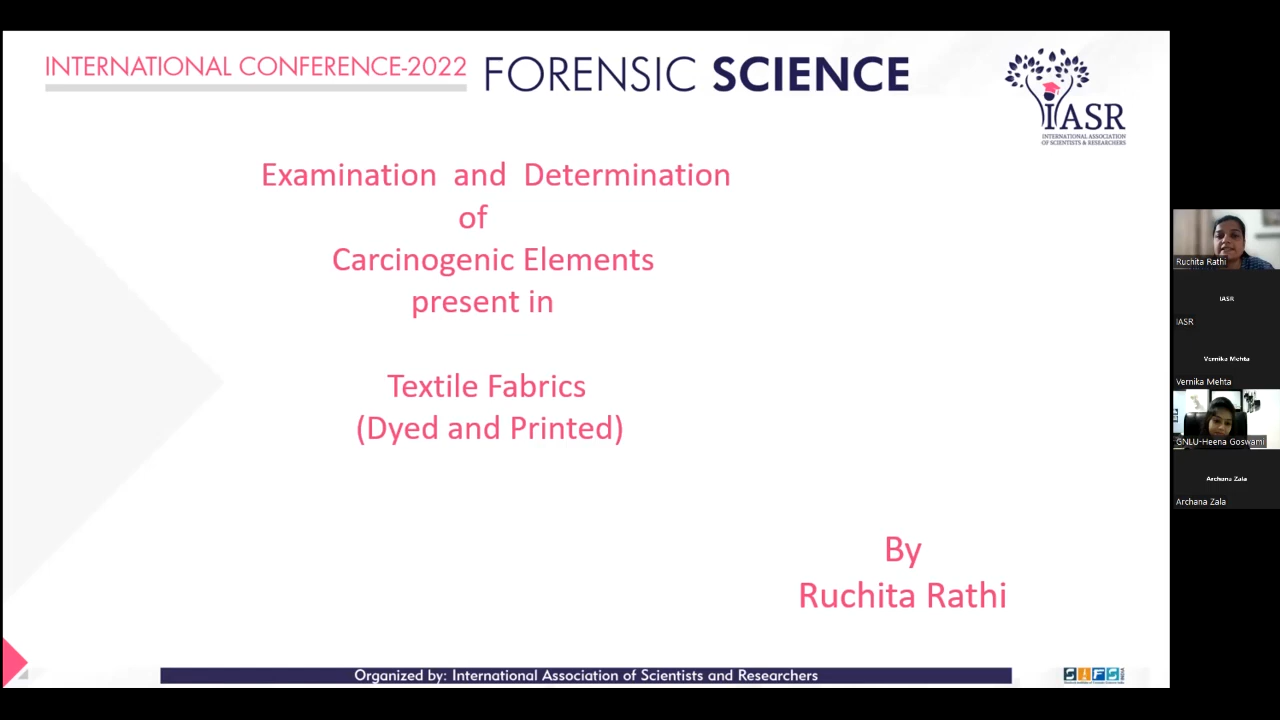 INTERNATIONAL CONFERENCE-2022 FORENSIC SCIENCE
IASR
INTERNATIONAL ASSOCIATION
OF SCIENTISTS & RESEARCHERS
Examination and Determination
of
Carcinogenic Elements
present in
Textile Fabrics
(Dyed and Printed)
By
Ruchita Rathi
Organized by: International Association of Scientists and Researchers
SIFS
INDIA
Ruchita Rathi
IASR
IASR
Vernika Mehta
Vernika Mehta
GNLU-Heena Goswami
Archana Zala
Archana Zala